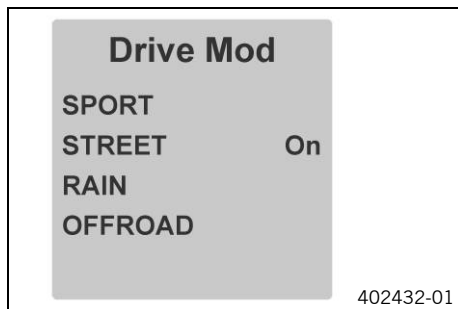 Drive Mod
SPORT
STREET On
RAIN
OFFROAD
402432-01